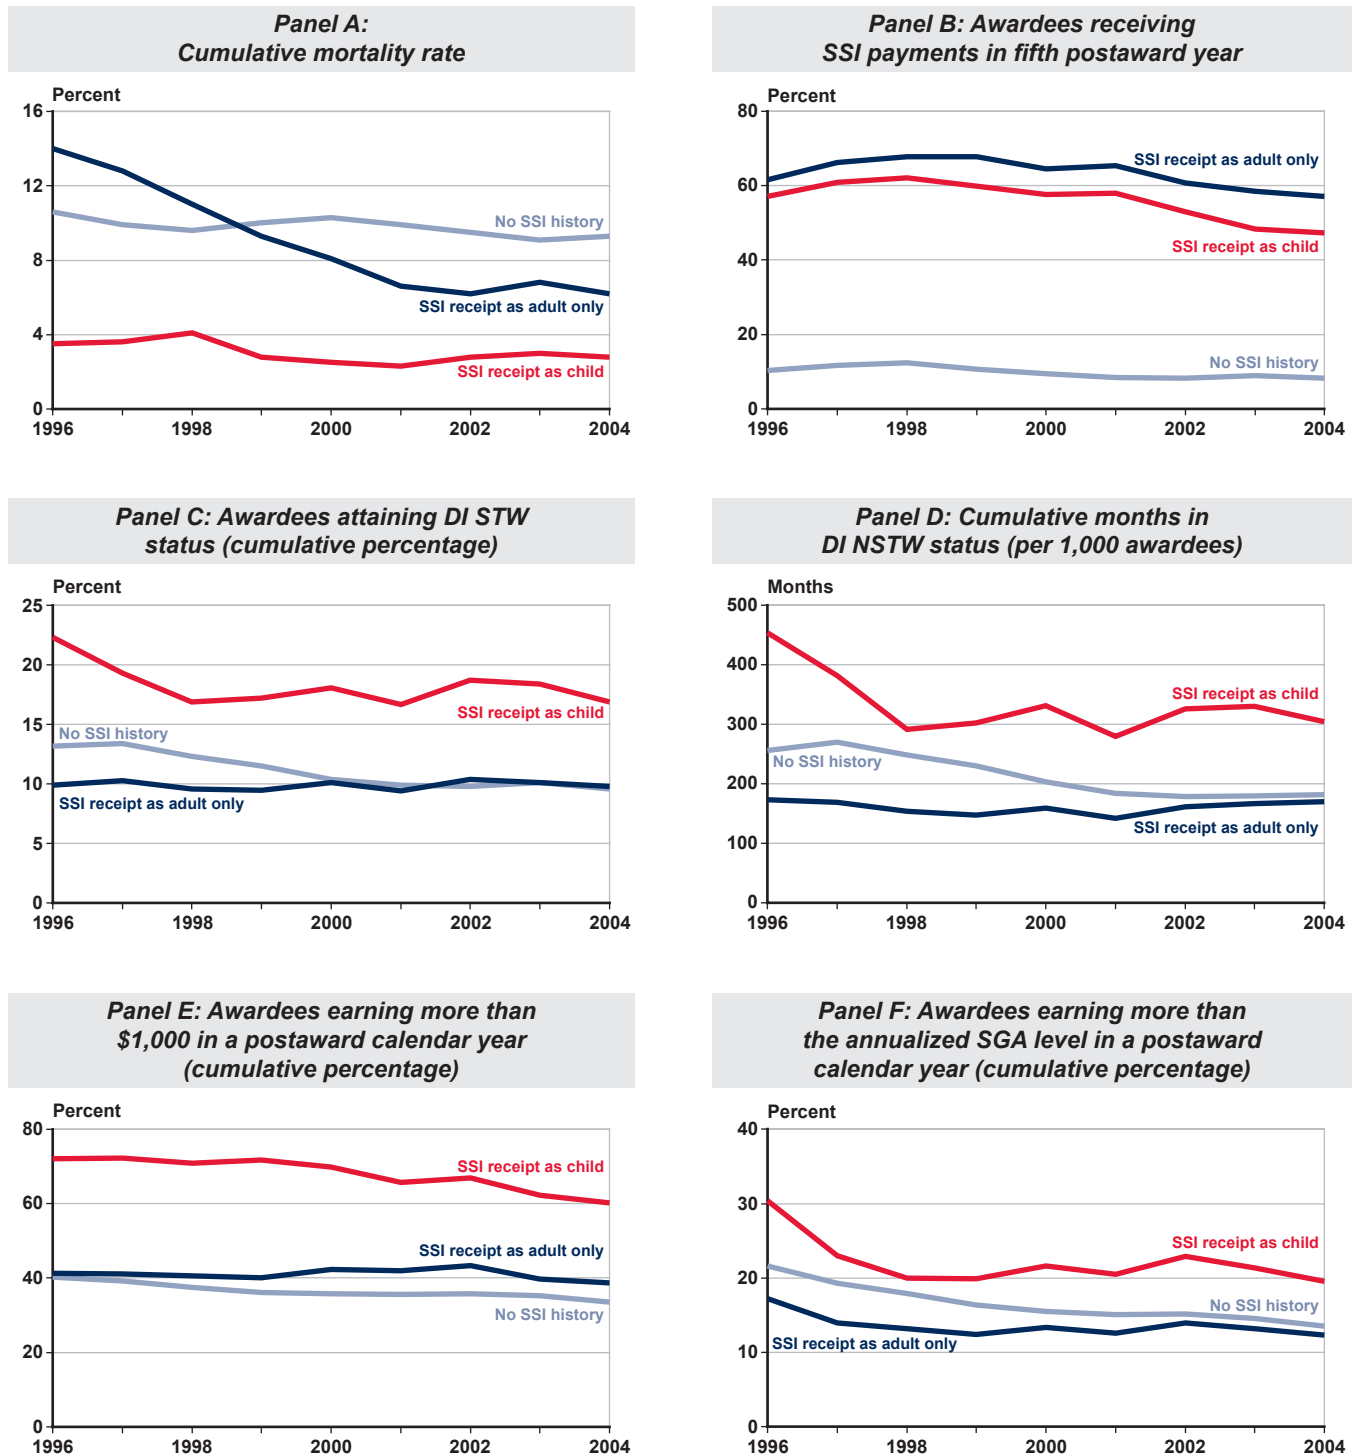 Panel A:
Cumulative mortality rate
Percent
16
12
8
4
0
No SSI history
SSI receipt as adult only
SSI receipt as child
1996 1998 2000 2002 2004
Panel B: Awardees receiving
SSI payments in fifth postaward year
Percent
80
60
40
20
0
SSI receipt as adult only
SSI receipt as child
No SSI history
1996 1998 2000 2002 2004
Panel C: Awardees attaining DI STW
status (cumulative percentage)
Percent
25
20
15
10
5
0
SSI receipt as child
No SSI history
SSI receipt as adult only
1996 1998 2000 2002 2004
Panel D: Cumulative months in
DI NSTW status (per 1,000 awardees)
Months
500
400
300
200
100
0
SSI receipt as child
No SSI history
SSI receipt as adult only
1996 1998 2000 2002 2004
Panel E: Awardees earning more than
$1,000 in a postaward calendar year
(cumulative percentage)
Percent
80
60
40
20
0
SSI receipt as child
SSI receipt as adult only
No SSI history
1996 1998 2000 2002 2004
Panel F: Awardees earning more than
the annualized SGA level in a postaward
calendar year (cumulative percentage)
Percent
40
30
20
10
0
SSI receipt as child
No SSI history
SSI receipt as adult only
1996 1998 2000 2002 2004